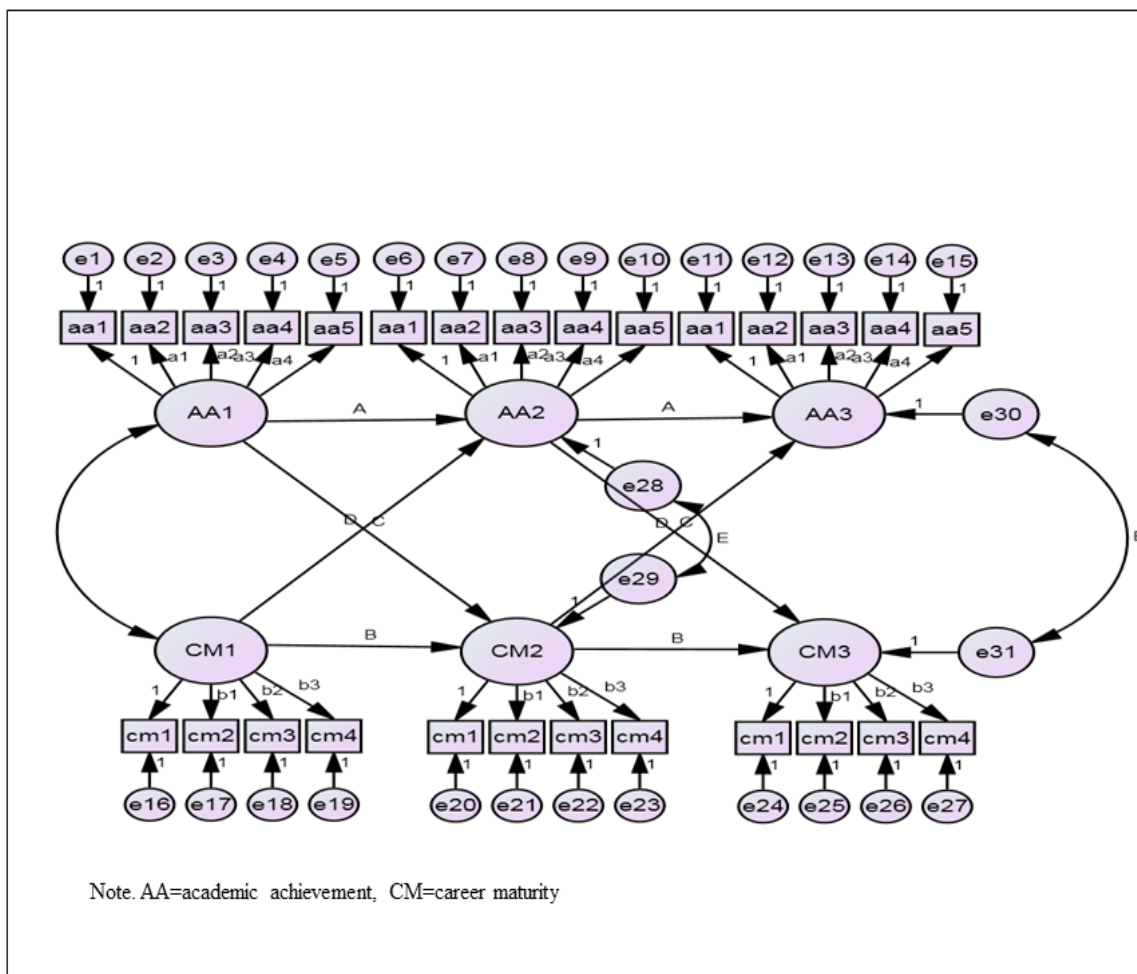 e1 e2 e3 e4 e5 e6 e7 e8 e9 e10 e11 e12 e13 e14 e15
1 1 1 1 1 1 1 1 1 1 1 1 1 1 1
aa1 aa2 aa3 aa4 aa5 aa1 aa2 aa3 aa4 aa5 aa1 aa2 aa3 aa4 aa5
1 a1 a2 a3 a4 1 a1 a2 a3 a4 1 a1 a2 a3 a4
AA1 A AA2 A AA3 1 e30
1
e28
D C D C E E
e29
1
CM1 B CM2 B CM3 1 e31
1 b1 b2 b3 1 b1 b2 b3 1 b1 b2 b3
cm1 cm2 cm3 cm4 cm1 cm2 cm3 cm4 cm1 cm2 cm3 cm4
1 1 1 1 1 1 1 1 1 1 1 1
e16 e17 e18 e19 e20 e21 e22 e23 e24 e25 e26 e27
Note. AA=academic achievement, CM=career maturity